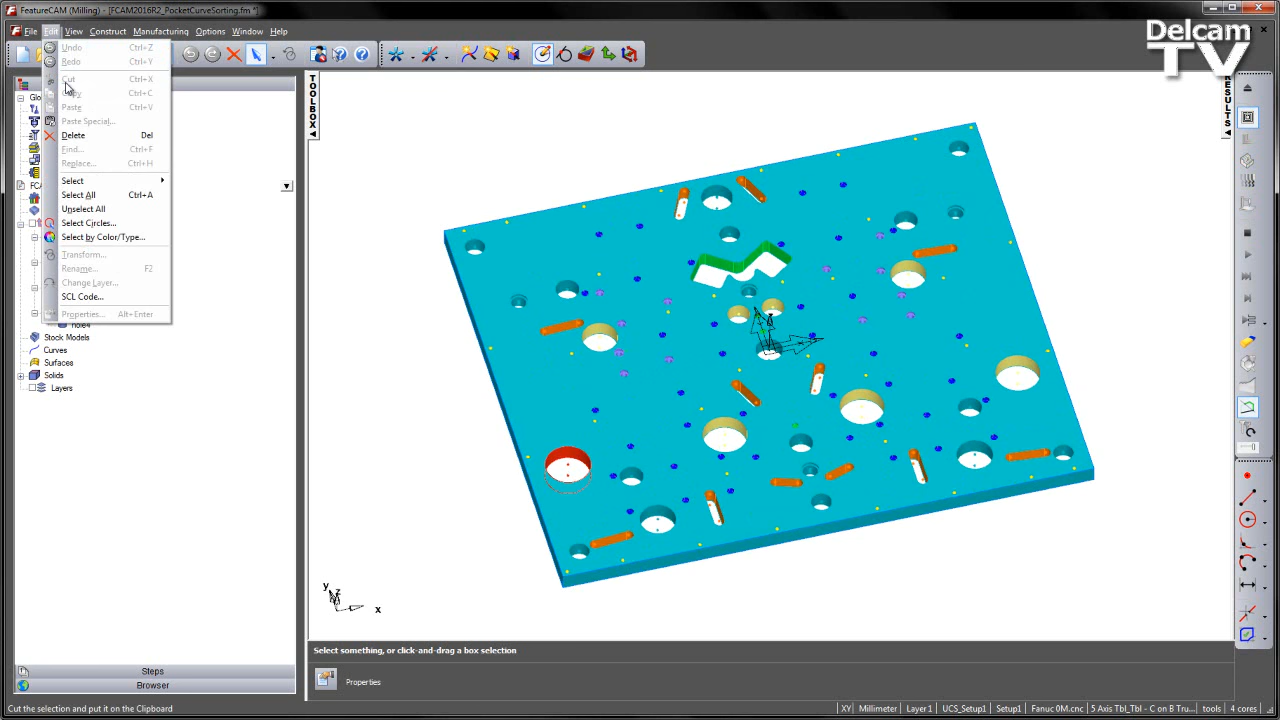 FeatureCAM (Milling) - [FCAM2016R2_PocketCurveSorting.fm *]
File Edit View Construct Manufacturing Options Window Help
Delcam
TV
Undo Ctrl+Z
Redo Ctrl+Y
Cut Ctrl+X
Copy Ctrl+C
Paste Ctrl+V
Paste Special...
Delete Del
Find... Ctrl+F
Replace... Ctrl+H
Select
Select All Ctrl+A
Unselect All
Select Circles...
Select by Color/Type...
Transform...
Rename... F2
Change Layer...
SCL Code...
Properties... Alt+Enter
Glo
FCA
hole4
Stock Models
Curves
Surfaces
Solids
Layers
Steps
Browser
TOOLBOX
RESULTS
y
z
x
Select something, or click-and-drag a box selection
Properties
Cut the selection and put it on the Clipboard
XY Millimeter Layer1 UCS_Setup1 Setup1 Fanuc 0M.cnc 5 Axis Tbl_Tbl - C on B Tru... tools 4 cores